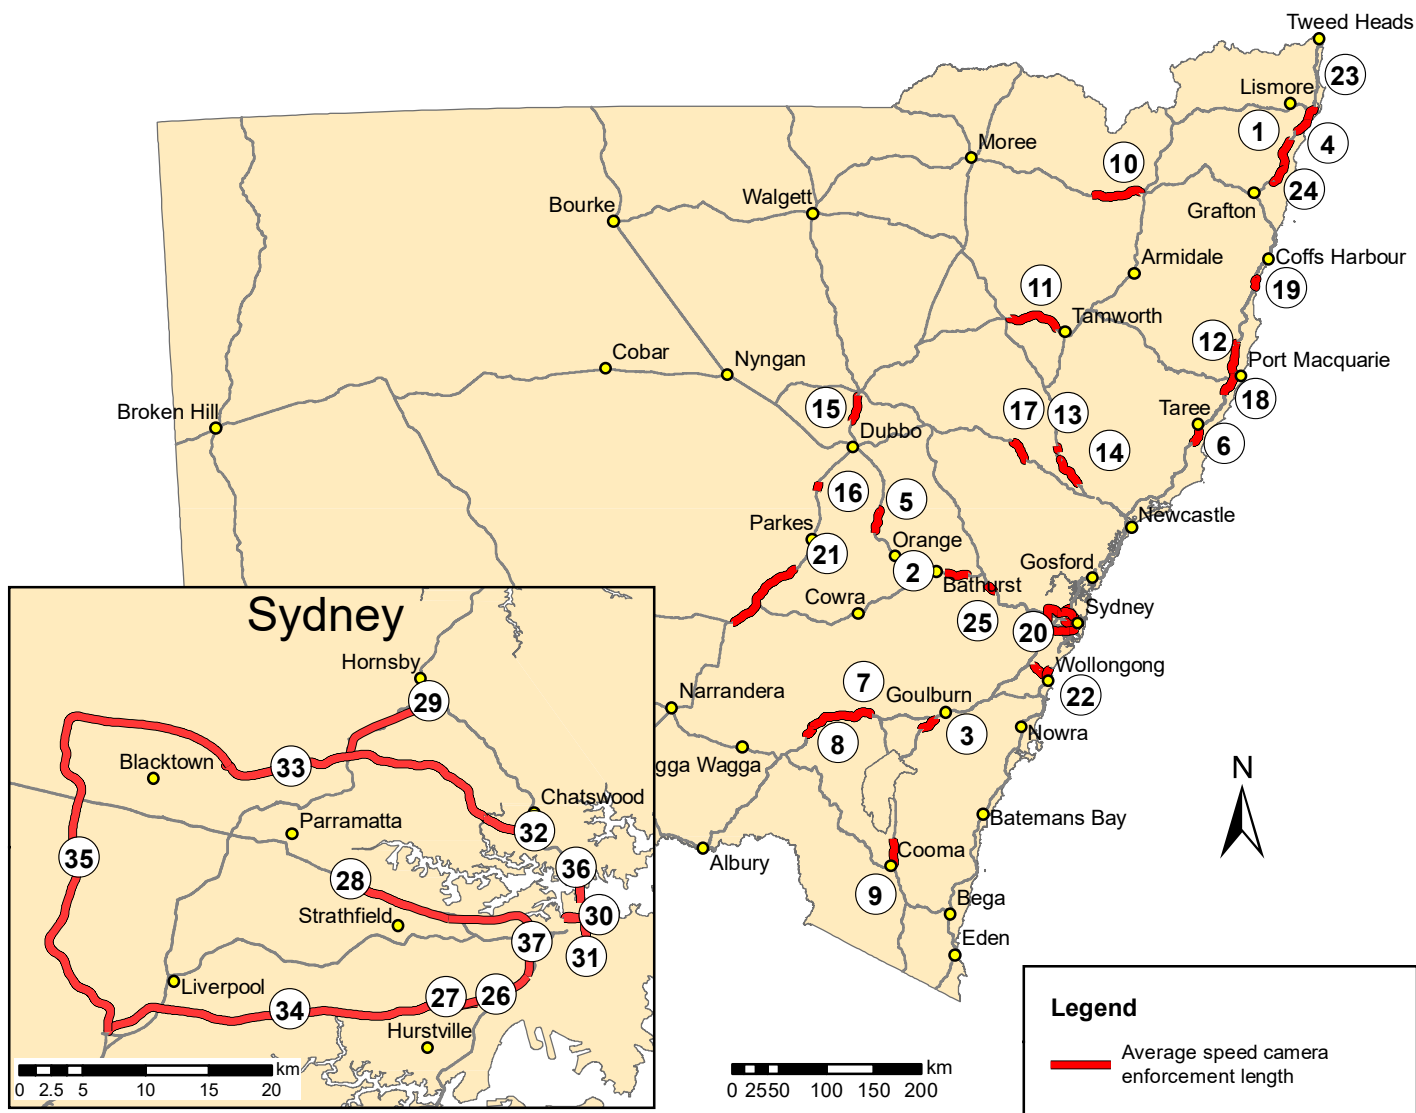 Tweed Heads
23
Lismore
1
4
Moree
10
24
Walgett
Bourke
Grafton
Armidale
Coffs Harbour
11
19
Tamworth
12
Cobar
Nyngan
Port Macquarie
Broken Hill
15
17
13
Taree
18
Dubbo
14
6
16
5
Newcastle
Parkes
21
Orange
2
Gosford
Bathurst
Cowra
25
20
Sydney
Wollongong
7
Goulburn
22
Narrandera
8
3
Nowra
gga Wagga
N
Batemans Bay
Albury
Cooma
9
Bega
Eden
Sydney
Hornsby
29
Blacktown
33
Chatswood
Parramatta
32
35
28
36
Strathfield
30
37
31
Liverpool
34
27
26
Hurstville
km
0 2.5 5 10 15 20
km
0 25 50 100 150 200
Legend
Average speed camera
enforcement length